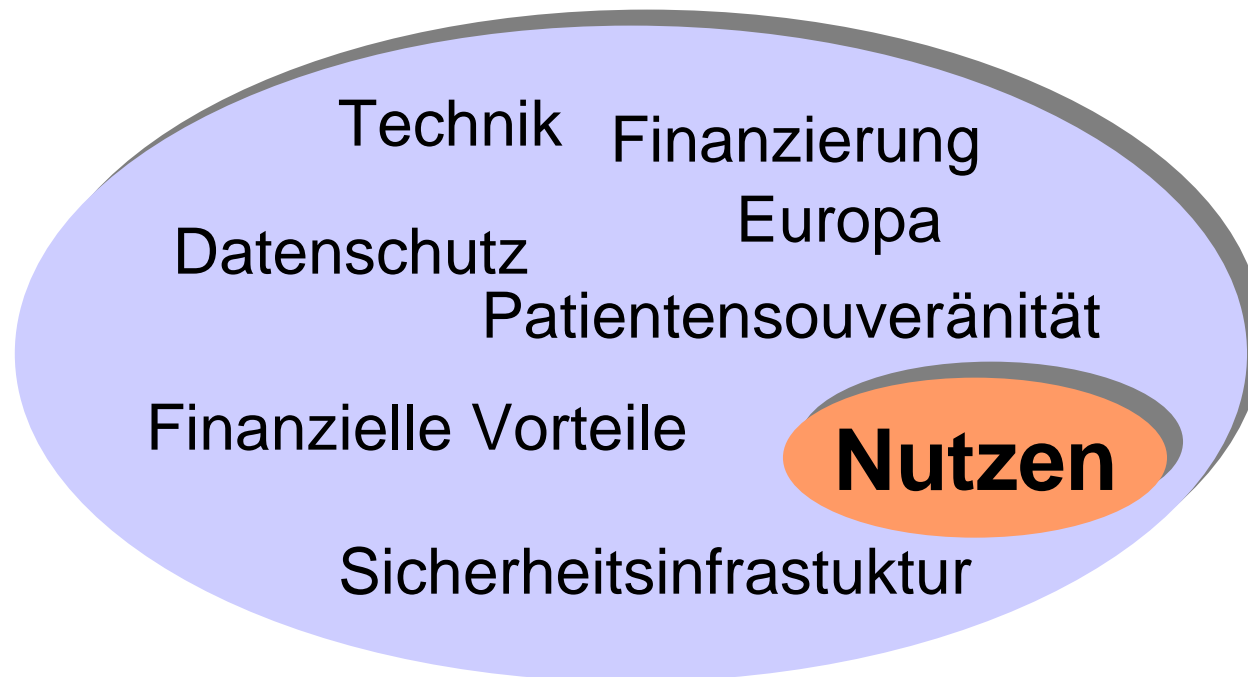 Technik
Finanzierung
Europa
Datenschutz
Patientensouveränität
Finanzielle Vorteile
Nutzen
Sicherheitsinfrastuktur